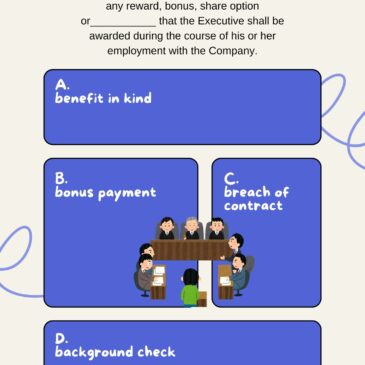 any reward, bonus, share option
or____________ that the Executive shall be
awarded during the course of his or her
employment with the Company.
A.
benefit in kind
B.
bonus payment
C.
breach of
contract
D.
background check